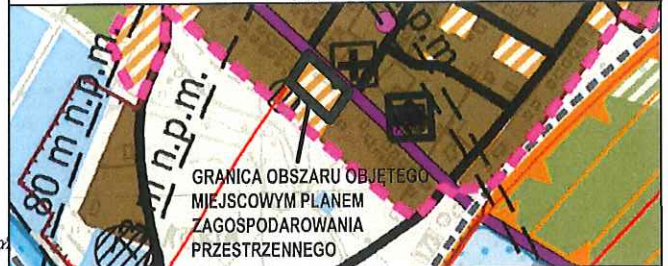 80 m n.p.m.
m n.p.m.
n.p.m.
GRANICA OBSZARU OBJĘTEGO
MIEJSCOWYM PLANEM
ZAGOSPODAROWANIA
PRZESTRZENNEGO